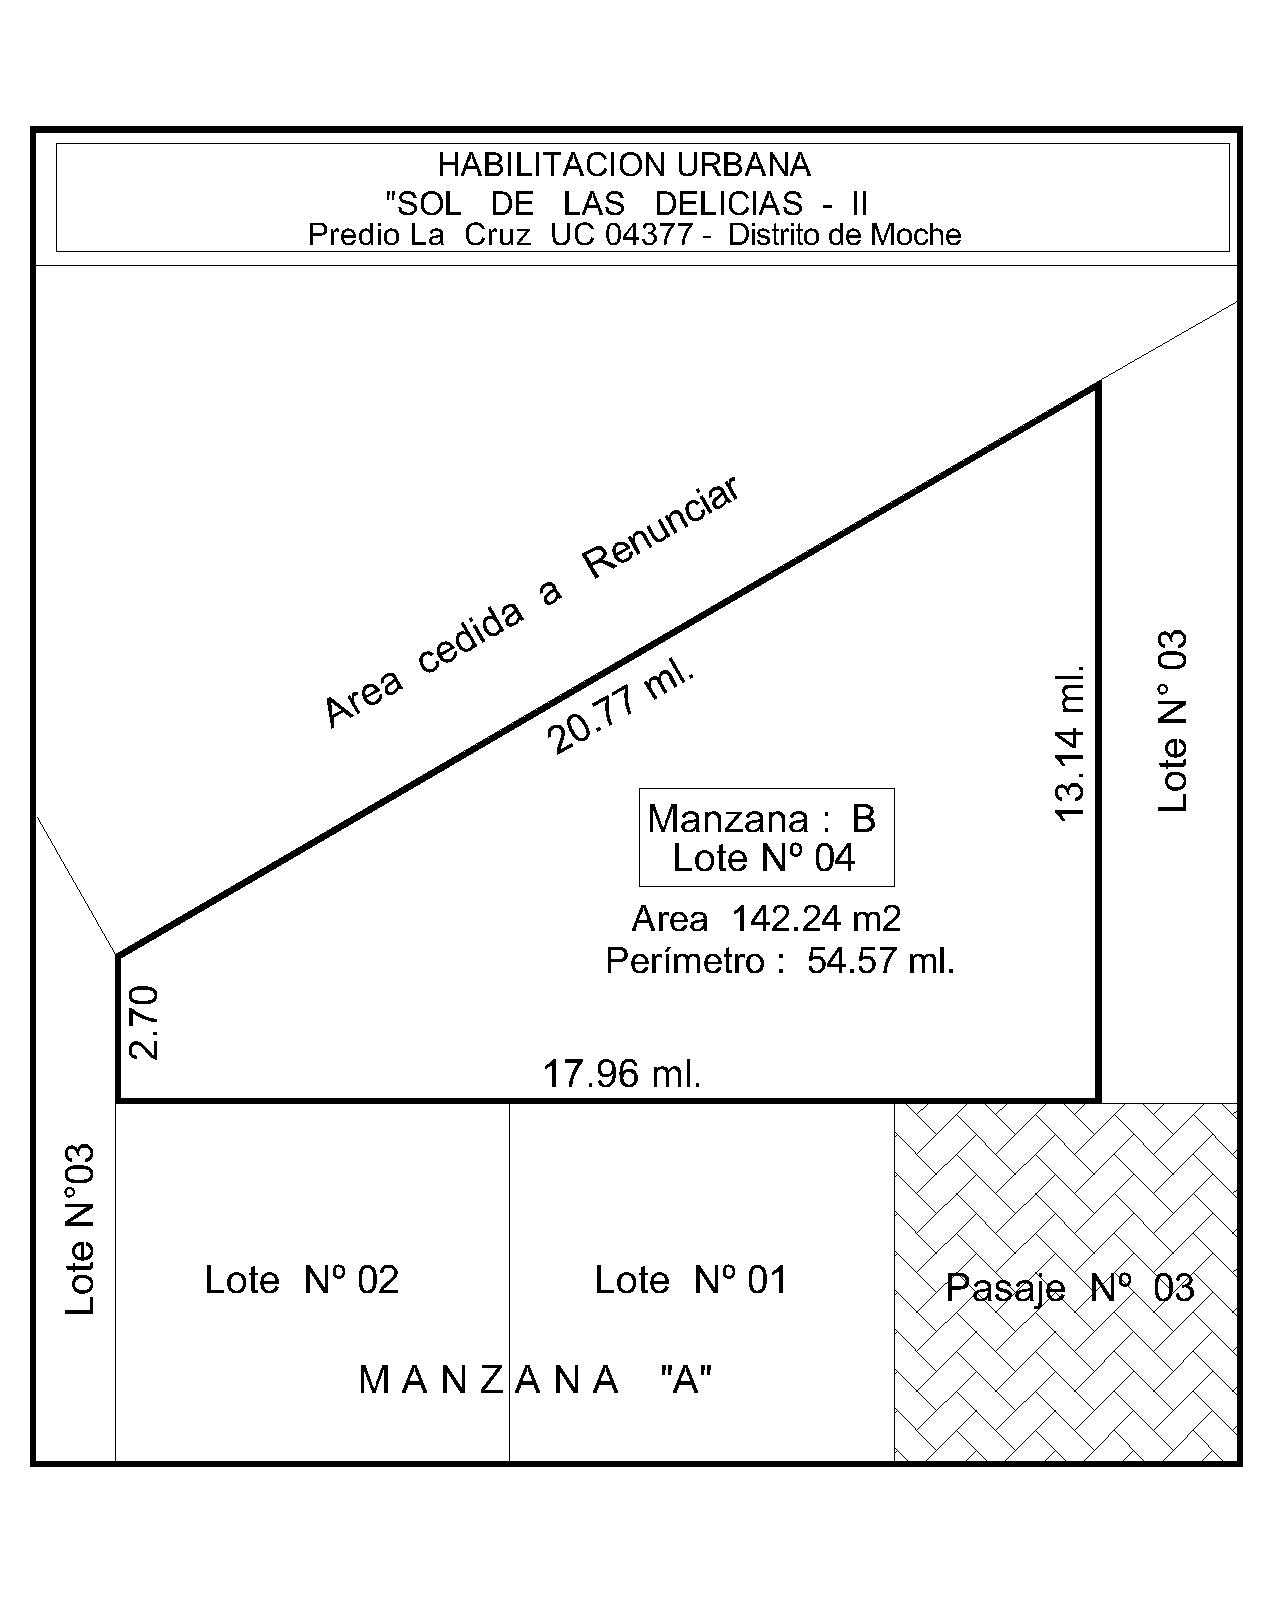 HABILITACION URBANA
"SOL DE LAS DELICIAS - II
Predio La Cruz UC 04377 - Distrito de Moche
Area cedida a Renunciar
20.77 ml.
13.14 ml.
Lote N° 03
Manzana : B
Lote Nº 04
Area 142.24 m2
Perímetro : 54.57 ml.
2.70
17.96 ml.
Lote N°03
Lote Nº 02
Lote Nº 01
Pasaje Nº 03
MANZANA "A"